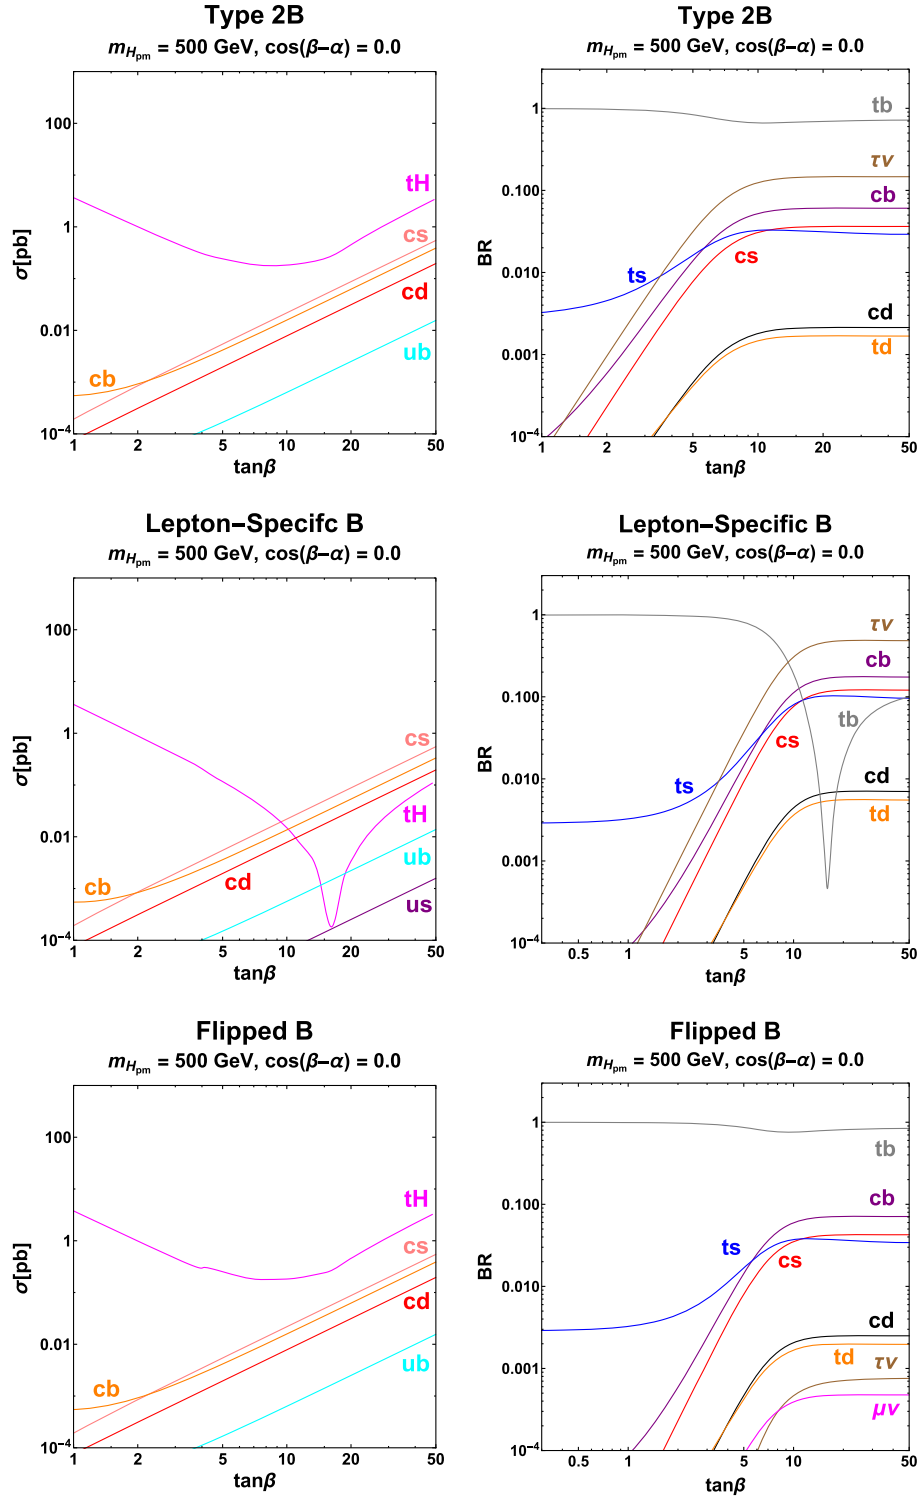 Type 2B
m_{H_{pm}} = 500 GeV, cos(β−α) = 0.0
σ[pb]
100
1
0.01
10⁻⁴
tH
cs
cd
ub
cb
1 2 5 10 20 50
tanβ
Type 2B
m_{H_{pm}} = 500 GeV, cos(β−α) = 0.0
BR
1
0.100
0.010
0.001
10⁻⁴
tb
τν
cb
ts
cs
cd
td
1 2 5 10 20 50
tanβ
Lepton−Specifc B
m_{H_{pm}} = 500 GeV, cos(β−α) = 0.0
σ[pb]
100
1
0.01
10⁻⁴
cs
tH
ub
cb
cd
us
1 2 5 10 20 50
tanβ
Lepton−Specific B
m_{H_{pm}} = 500 GeV, cos(β−α) = 0.0
BR
1
0.100
0.010
0.001
10⁻⁴
τν
cb
tb
cs
ts
cd
td
0.5 1 5 10 50
tanβ
Flipped B
m_{H_{pm}} = 500 GeV, cos(β−α) = 0.0
σ[pb]
100
1
0.01
10⁻⁴
tH
cs
cd
ub
cb
1 2 5 10 20 50
tanβ
Flipped B
m_{H_{pm}} = 500 GeV, cos(β−α) = 0.0
BR
1
0.100
0.010
0.001
10⁻⁴
tb
cb
ts
cs
cd
td
τν
μν
0.5 1 5 10 50
tanβ